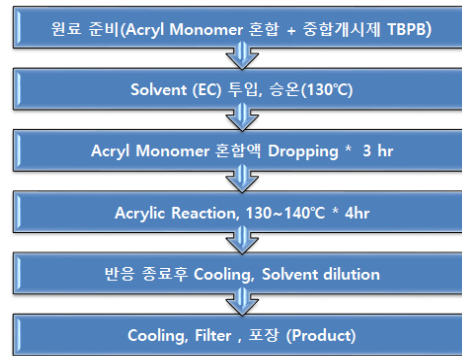 원료 준비(Acryl Monomer 혼합 + 중합개시제 TBPB)
Solvent (EC) 투입, 승온(130℃)
Acryl Monomer 혼합액 Dropping * 3 hr
Acrylic Reaction, 130~140℃ * 4hr
반응 종료후 Cooling, Solvent dilution
Cooling, Filter , 포장 (Product)